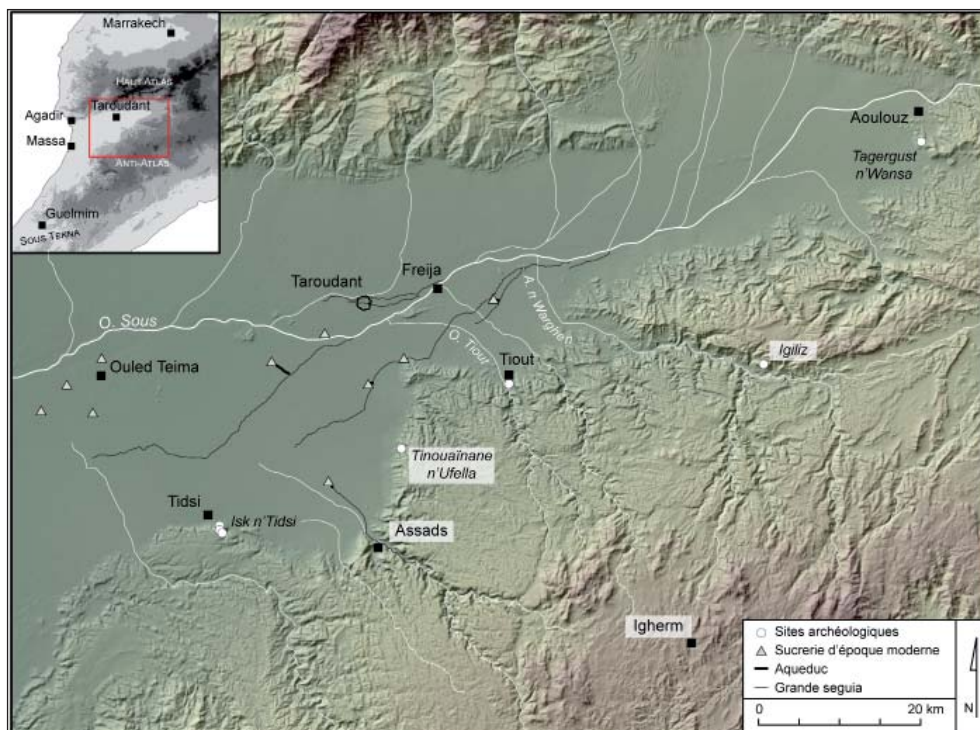 Marrakech
HAUT ATLAS
Taroudant
Agadir
Massa
ANTI-ATLAS
Guelmim
SOUS TEKNA
Aoulouz
Tagergust
n'Wansa
Taroudant
Freija
O. Sous
A. n Warghen
O. Tiout
Igiliz
Ouled Teima
Tiout
Tinouaïnane
n'Ufella
Tidsi
Isk n'Tidsi
Assads
Igherm
Sites archéologiques
Sucrerie d'époque moderne
Aqueduc
Grande seguia
0 20 km
N